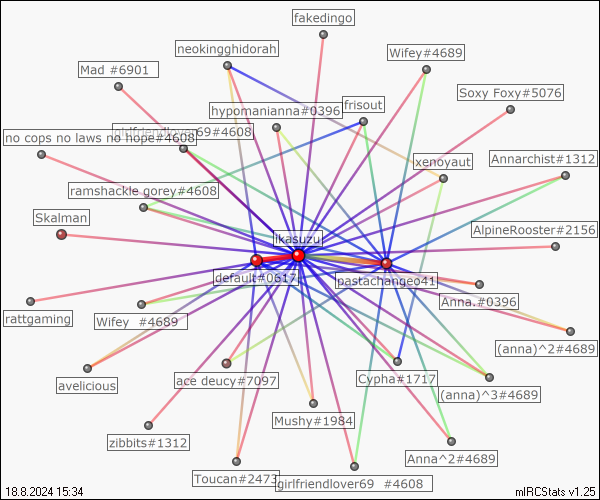 fakedingo
neokingghidorah
Wifey#4689
Mad #6901
Soxy Foxy#5076
hypomanianna#0396
frisout
girlfriendlover69#4608
no cops no laws no hope#4608
xenoyaut
Annarchist#1312
ramshackle gorey#4608
Skalman
AlpineRooster#2156
ikasuzu
default#0617
pastachangeo41
Anna.#0396
rattgaming
Wifey  #4689
(anna)^2#4689
avelicious
ace deucy#7097
Cypha#1717
(anna)^3#4689
Mushy#1984
zibbits#1312
Anna^2#4689
Toucan#2473
girlfriendlover69  #4608
18.8.2024 15:34
mIRCStats v1.25